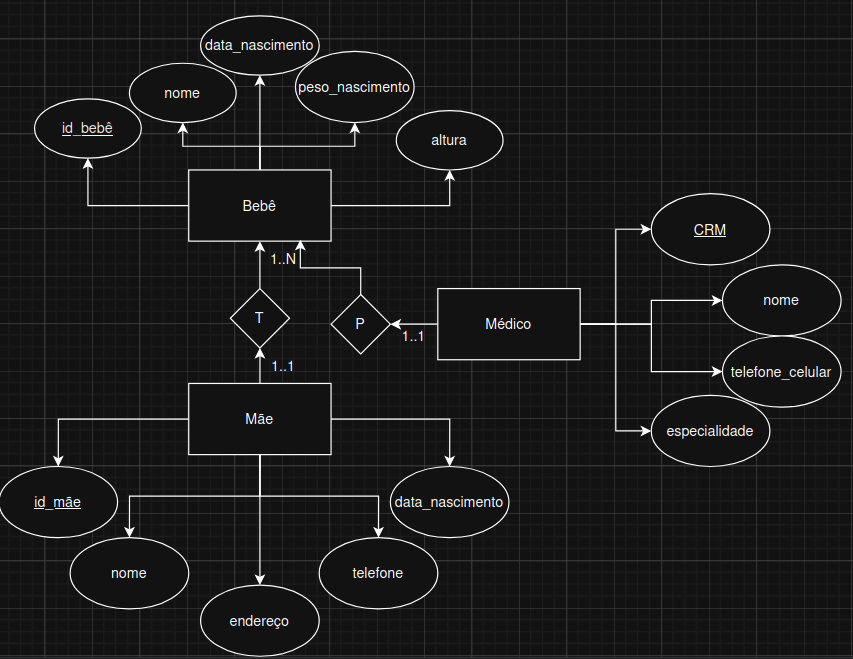 data_nascimento
nome
peso_nascimento
id_bebê
altura
Bebê
CRM
1..N
nome
T
P
Médico
1..1
1..1
telefone_celular
Mãe
especialidade
id_mãe
data_nascimento
nome
telefone
endereço